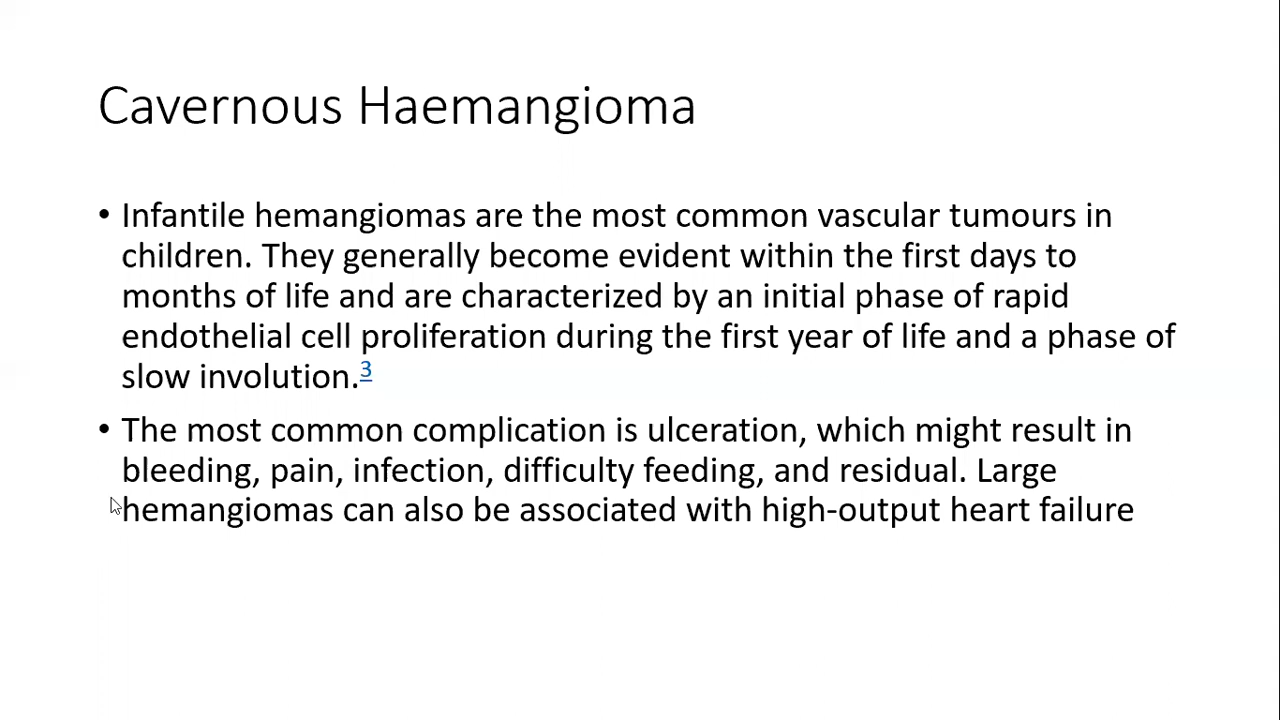 Cavernous Haemangioma
• Infantile hemangiomas are the most common vascular tumours in
children. They generally become evident within the first days to
months of life and are characterized by an initial phase of rapid
endothelial cell proliferation during the first year of life and a phase of
slow involution.3
• The most common complication is ulceration, which might result in
bleeding, pain, infection, difficulty feeding, and residual. Large
hemangiomas can also be associated with high-output heart failure